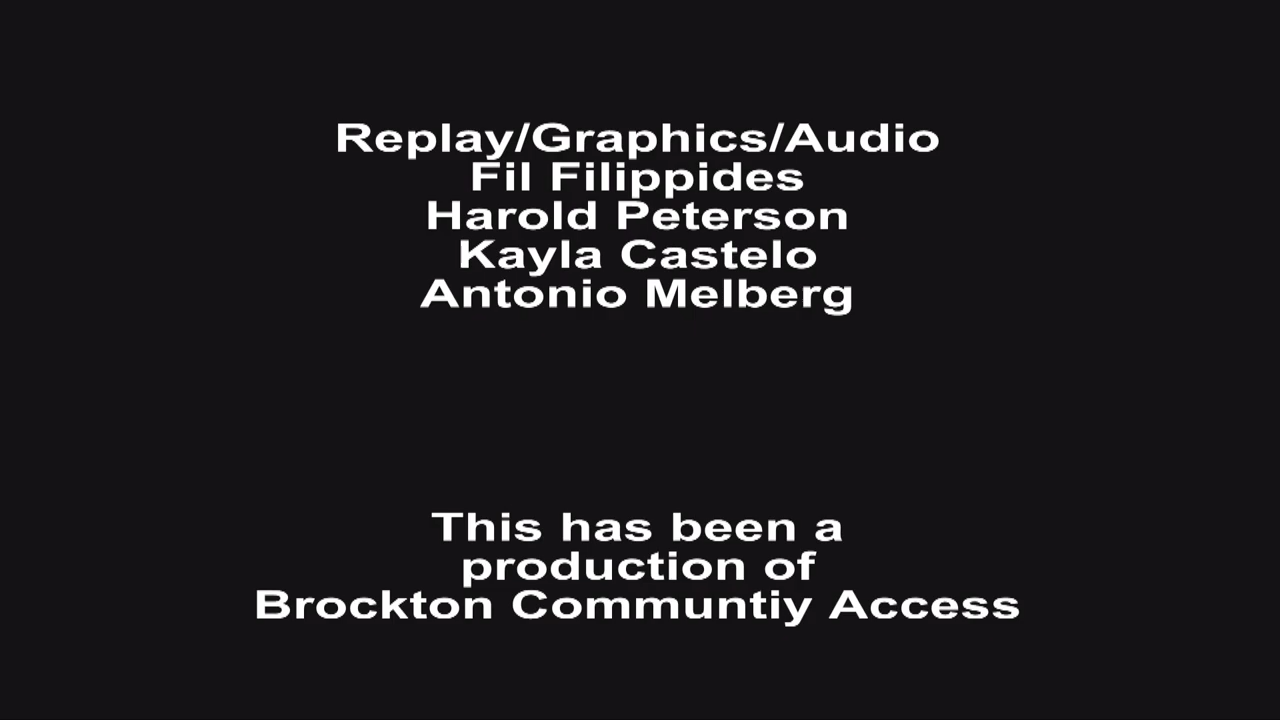 Replay/Graphics/Audio
Fil Filippides
Harold Peterson
Kayla Castelo
Antonio Melberg
This has been a
production of
Brockton Communtiy Access